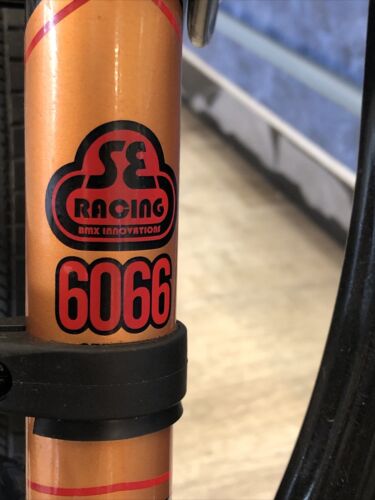 SE
RACING
BMX INNOVATIONS
6066